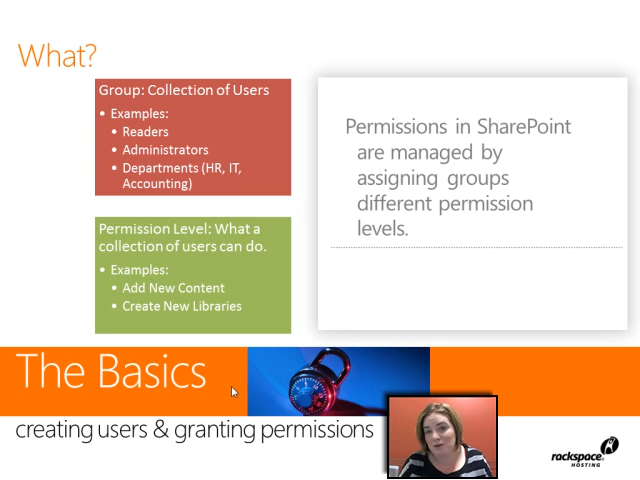 What?
Group: Collection of Users
• Examples:
• Readers
• Administrators
• Departments (HR, IT,
Accounting)
Permission Level: What a
collection of users can do.
• Examples:
• Add New Content
• Create New Libraries
Permissions in SharePoint
are managed by
assigning groups
different permission
levels.
The Basics
creating users & granting permissions
rackspace®
HOSTING